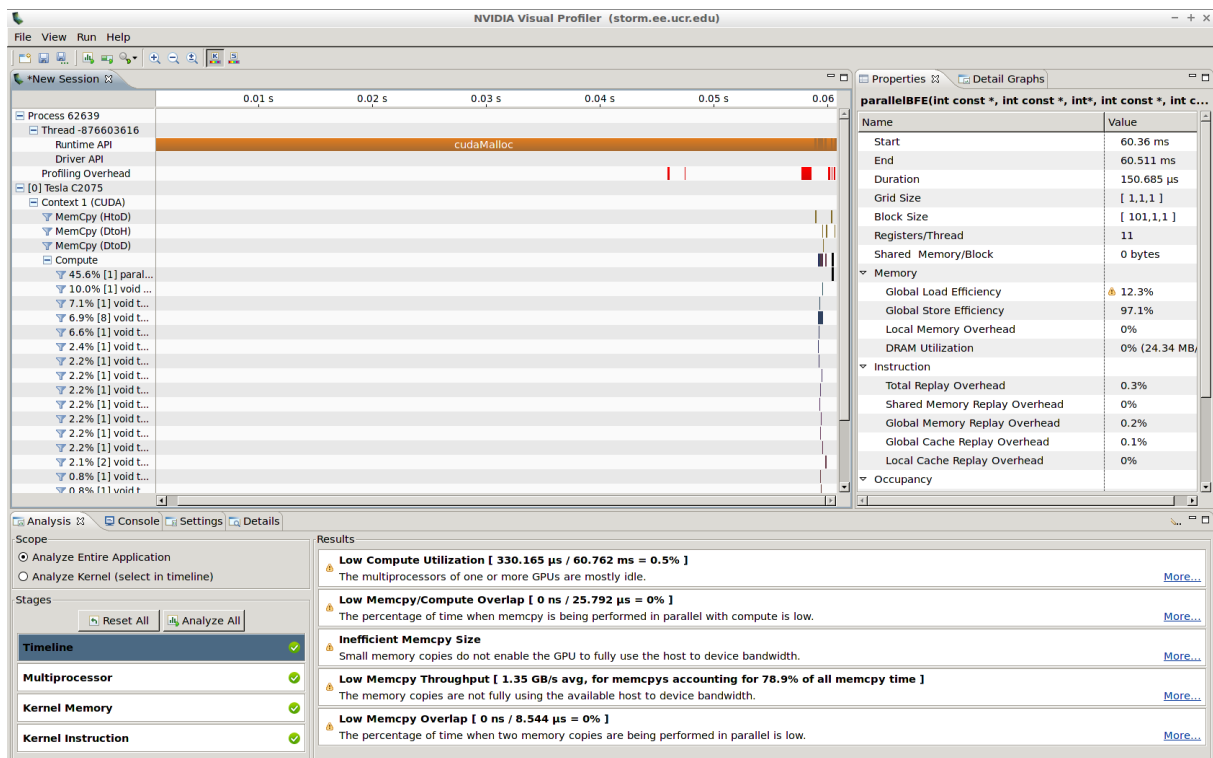 NVIDIA Visual Profiler (storm.ee.ucr.edu)
File View Run Help
*New Session
0.01 s 0.02 s 0.03 s 0.04 s 0.05 s 0.06
Process 62639
Thread -876603616
Runtime API cudaMalloc
Driver API
Profiling Overhead
[0] Tesla C2075
Context 1 (CUDA)
MemCpy (HtoD)
MemCpy (DtoH)
MemCpy (DtoD)
Compute
45.6% [1] paral...
10.0% [1] void ...
7.1% [1] void t...
6.9% [8] void t...
6.6% [1] void t...
2.4% [1] void t...
2.2% [1] void t...
2.2% [1] void t...
2.2% [1] void t...
2.2% [1] void t...
2.2% [1] void t...
2.2% [1] void t...
2.2% [1] void t...
2.1% [2] void t...
0.8% [1] void t...
0.8% [1] void t...
Properties Detail Graphs
parallelBFE(int const *, int const *, int*, int const *, int c...
Name Value
Start 60.36 ms
End 60.511 ms
Duration 150.685 µs
Grid Size [ 1,1,1 ]
Block Size [ 101,1,1 ]
Registers/Thread 11
Shared Memory/Block 0 bytes
Memory
Global Load Efficiency 12.3%
Global Store Efficiency 97.1%
Local Memory Overhead 0%
DRAM Utilization 0% (24.34 MB/
Instruction
Total Replay Overhead 0.3%
Shared Memory Replay Overhead 0%
Global Memory Replay Overhead 0.2%
Global Cache Replay Overhead 0.1%
Local Cache Replay Overhead 0%
Occupancy
Analysis Console Settings Details
Scope
Analyze Entire Application
Analyze Kernel (select in timeline)
Stages
Reset All Analyze All
Timeline
Multiprocessor
Kernel Memory
Kernel Instruction
Results
Low Compute Utilization [ 330.165 µs / 60.762 ms = 0.5% ]
The multiprocessors of one or more GPUs are mostly idle. More...
Low Memcpy/Compute Overlap [ 0 ns / 25.792 µs = 0% ]
The percentage of time when memcpy is being performed in parallel with compute is low. More...
Inefficient Memcpy Size
Small memory copies do not enable the GPU to fully use the host to device bandwidth. More...
Low Memcpy Throughput [ 1.35 GB/s avg, for memcpys accounting for 78.9% of all memcpy time ]
The memory copies are not fully using the available host to device bandwidth. More...
Low Memcpy Overlap [ 0 ns / 8.544 µs = 0% ]
The percentage of time when two memory copies are being performed in parallel is low. More...